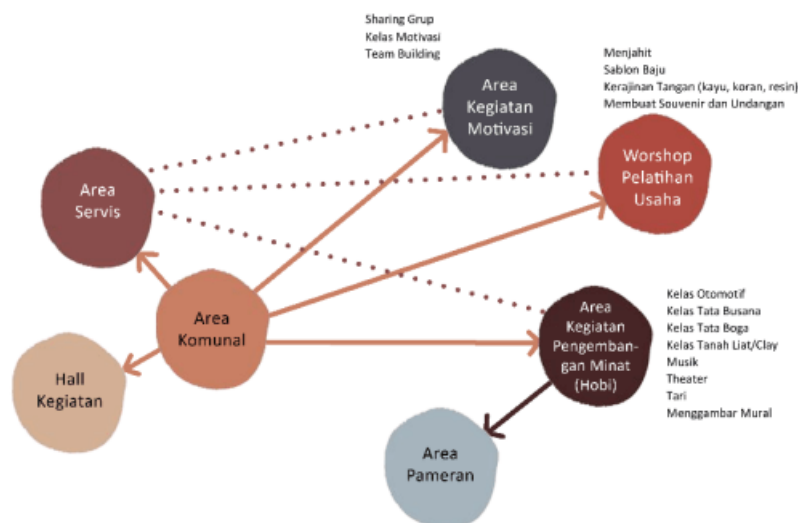 Sharing Grup
Kelas Motivasi
Team Building
Area
Kegiatan
Motivasi
Menjahit
Sablon Baju
Kerajinan Tangan (kayu, koran, resin)
Membuat Souvenir dan Undangan
Worshop
Pelatihan
Usaha
Area
Servis
Area
Komunal
Area
Kegiatan
Pengemban-
gan Minat
(Hobi)
Kelas Otomotif
Kelas Tata Busana
Kelas Tata Boga
Kelas Tanah Liat/Clay
Musik
Theater
Tari
Menggambar Mural
Hall
Kegiatan
Area
Pameran